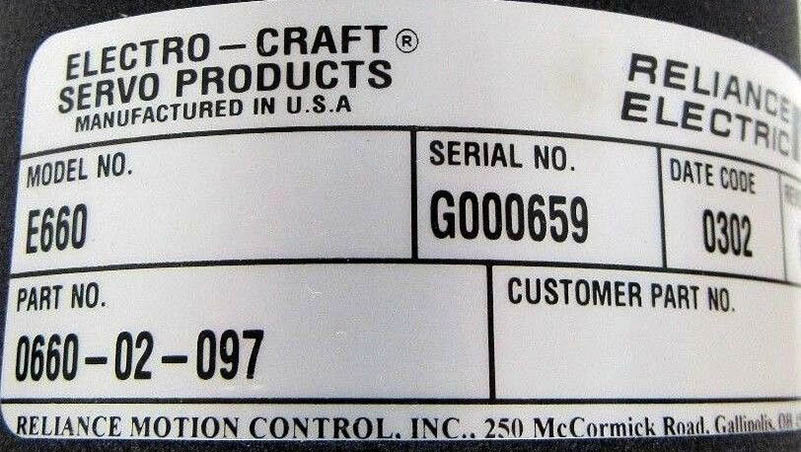 ELECTRO-CRAFT®
SERVO PRODUCTS
MANUFACTURED IN U.S.A
RELIANCE
ELECTRIC
MODEL NO.
E660
SERIAL NO.
G000659
DATE CODE
0302
PART NO.
0660-02-097
CUSTOMER PART NO.
RELIANCE MOTION CONTROL, INC., 250 McCormick Road, Gallipolis, OH